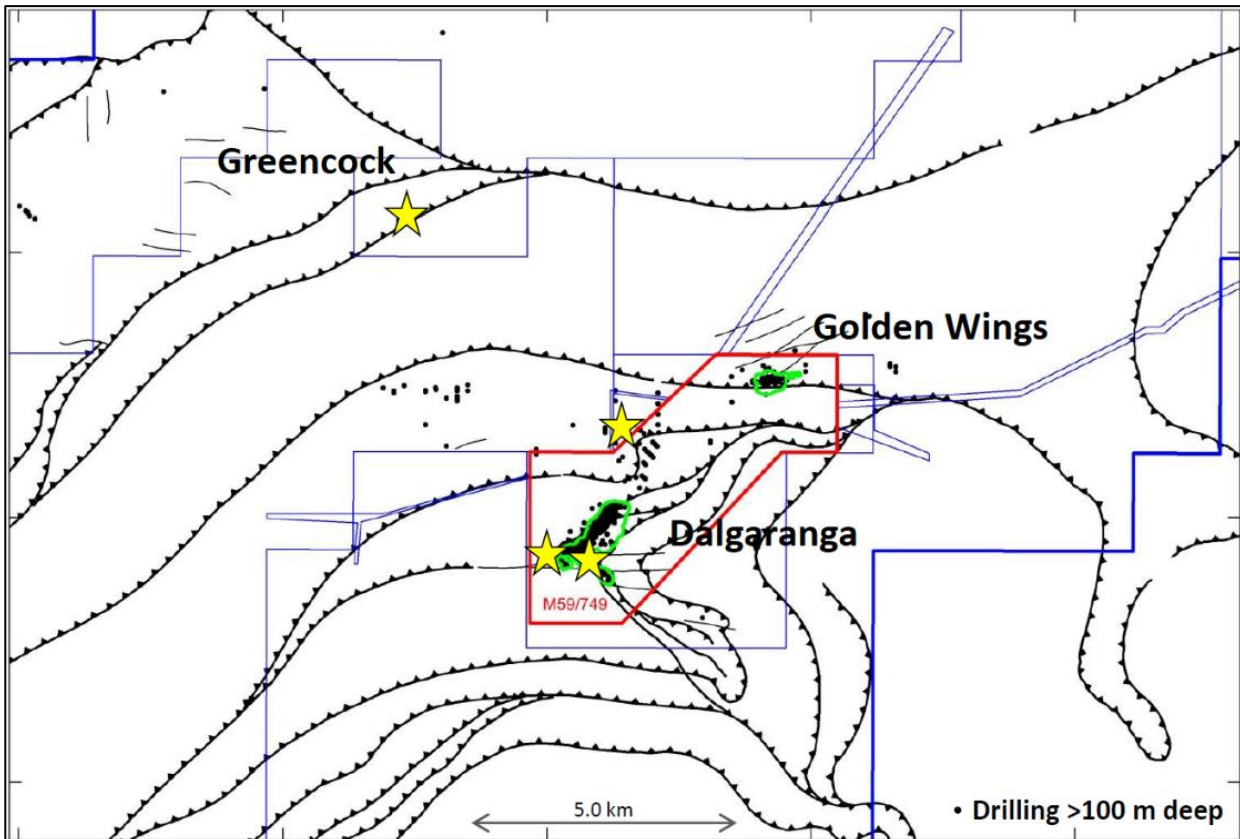 Greencock
Golden Wings
Dalgaranga
M59/749
5.0 km
• Drilling >100 m deep